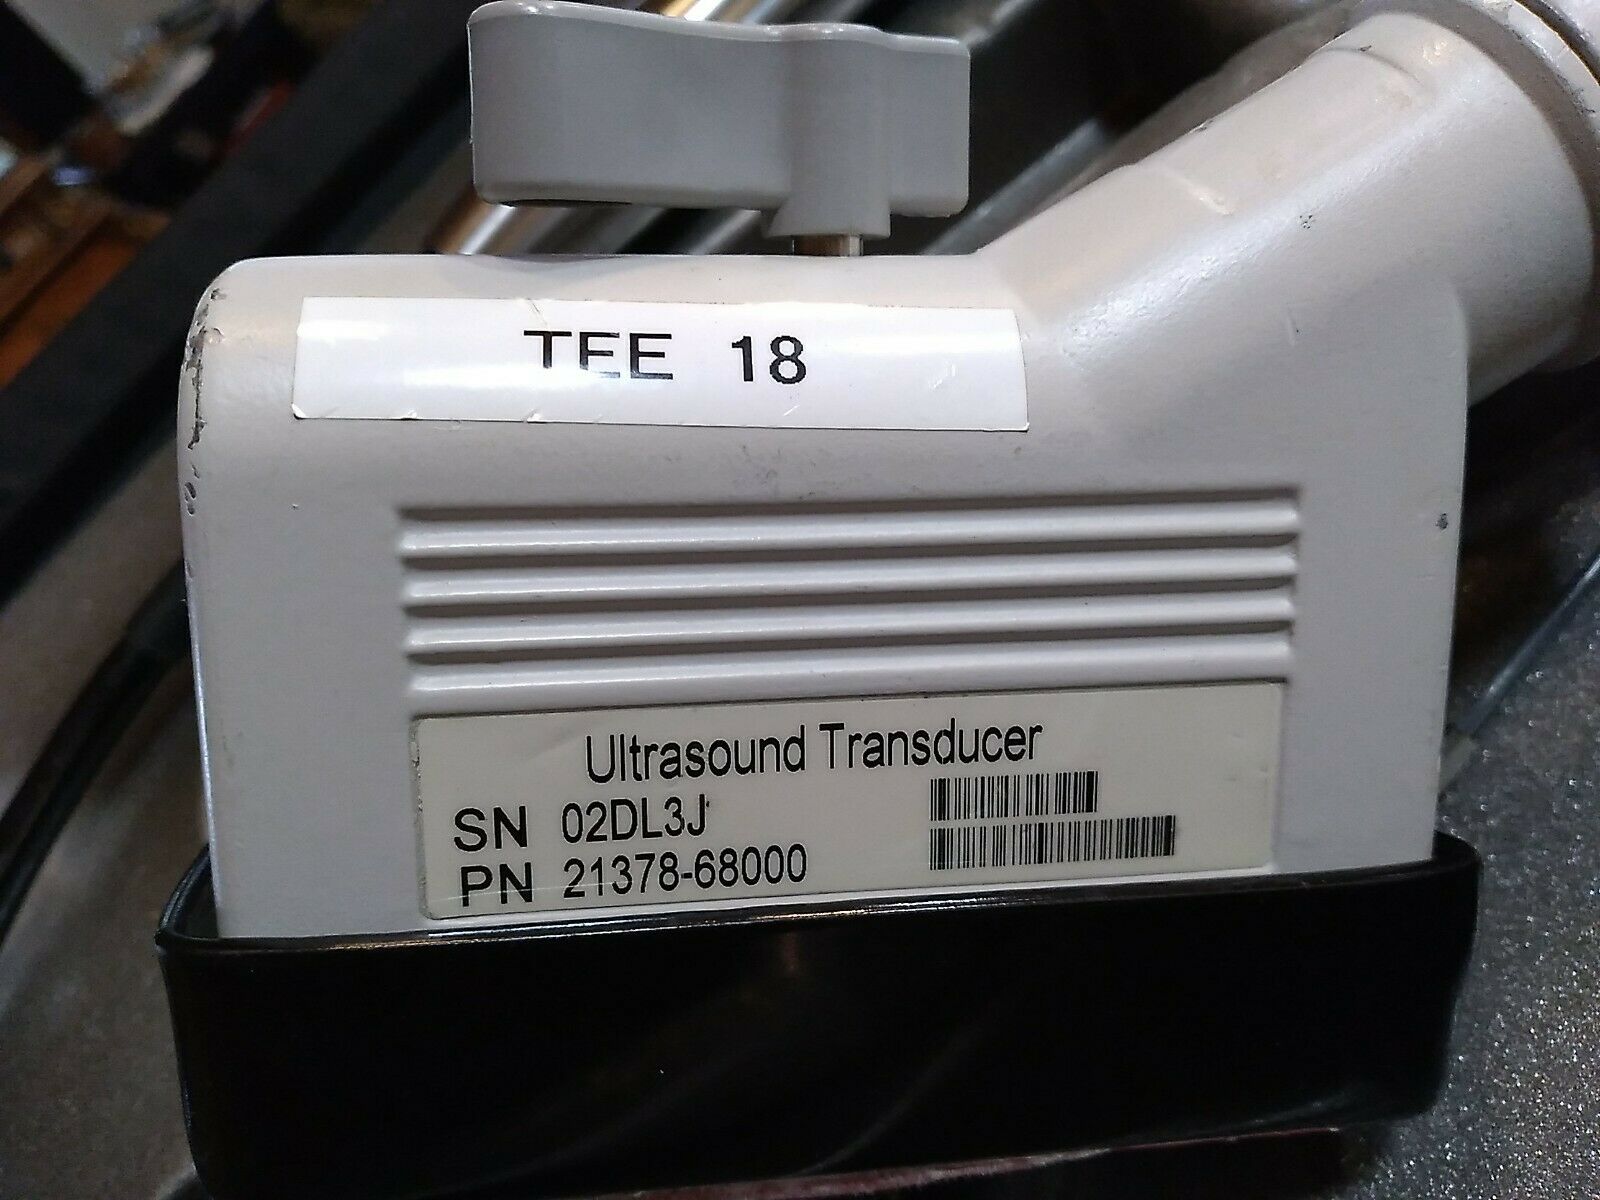 TEE 18
Ultrasound Transducer
SN 02DL3J
PN 21378-68000